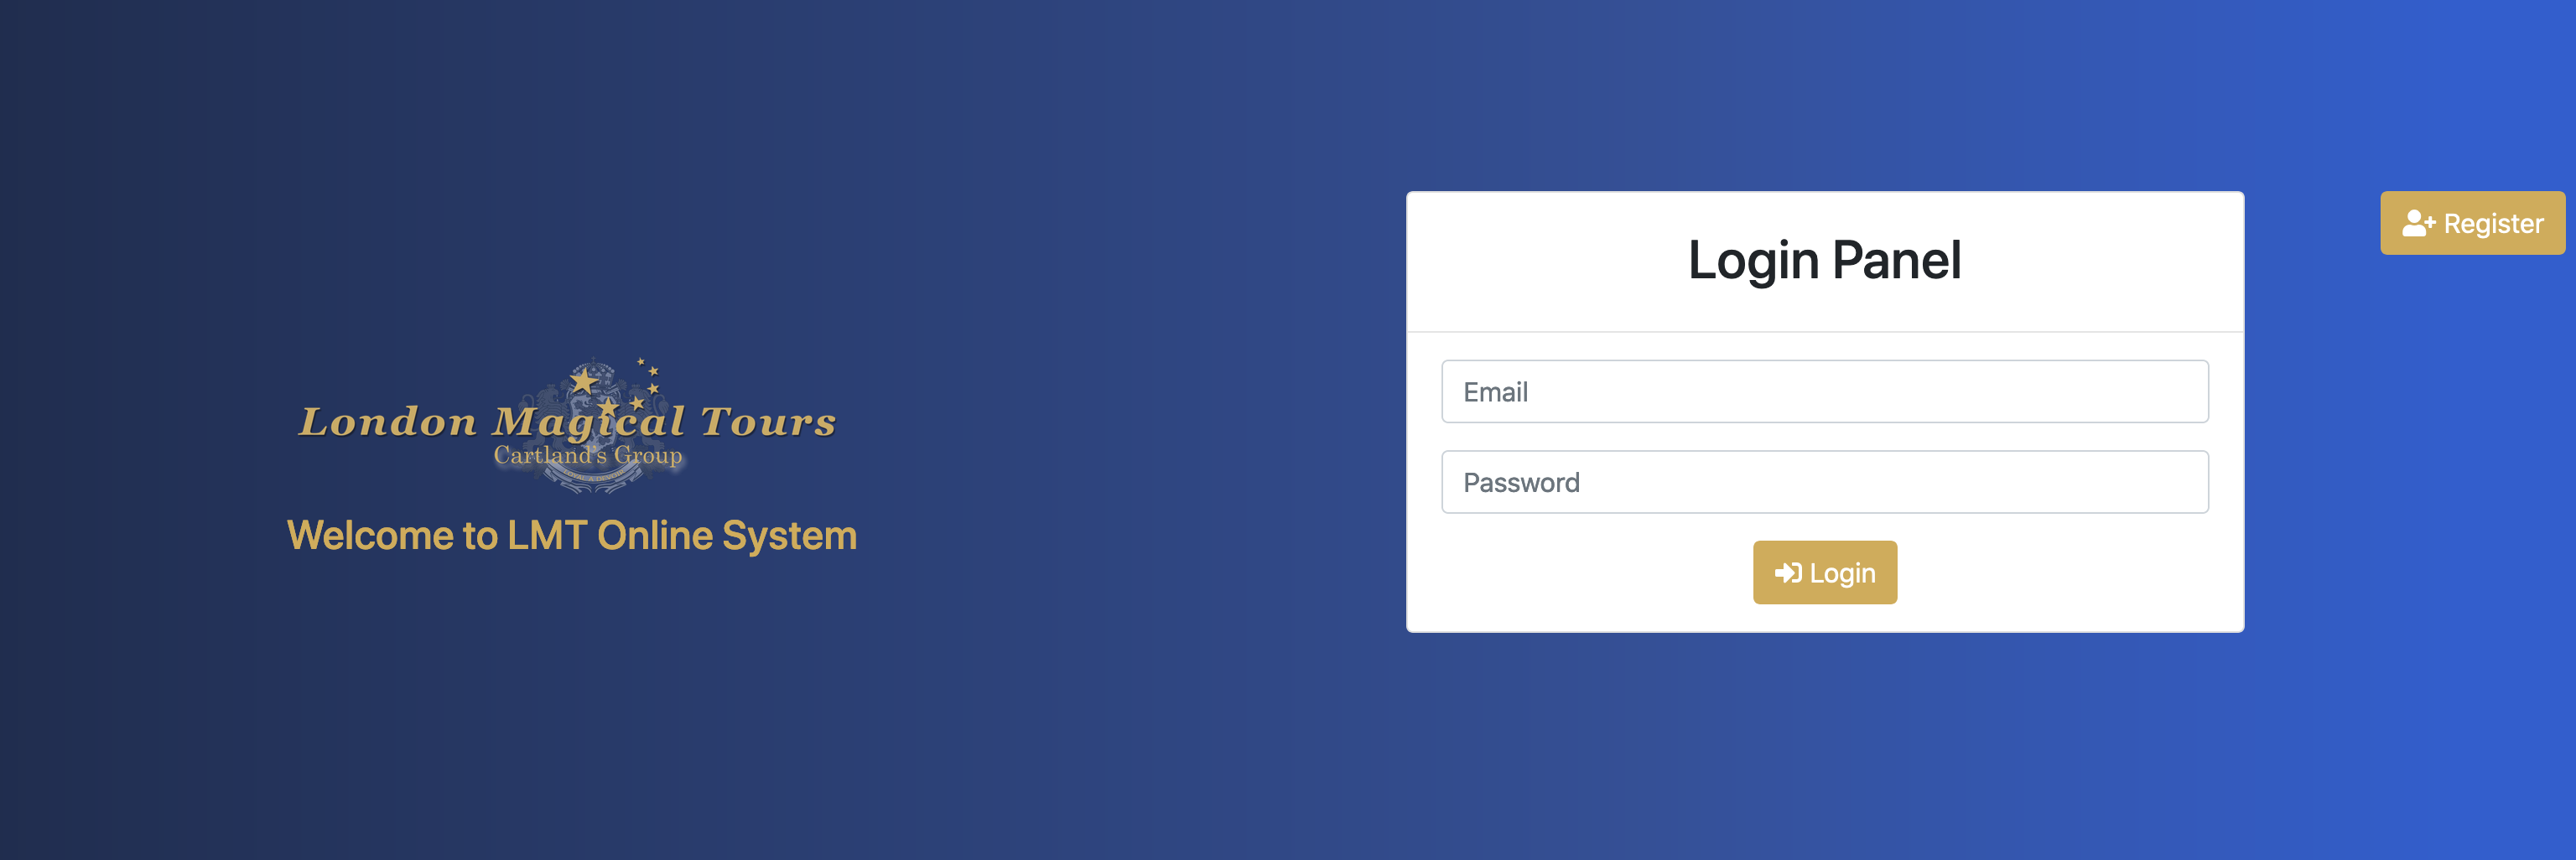 London Magical Tours
Cartland's Group
Welcome to LMT Online System
Login Panel
Email
Password
Login
Register